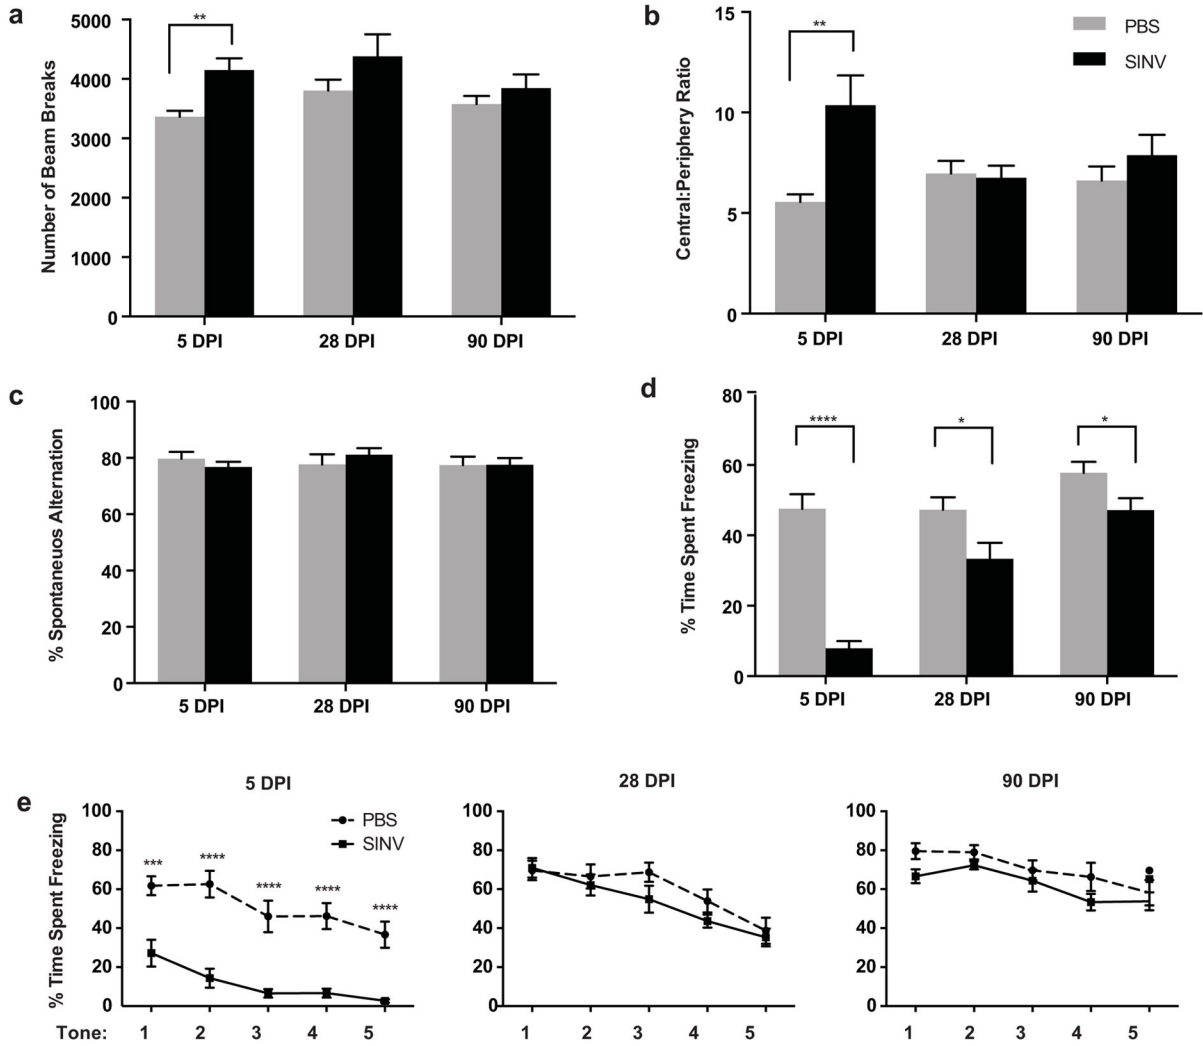 a
Number of Beam Breaks
5000
4000
3000
2000
1000
0
**
5 DPI 28 DPI 90 DPI
b
Central:Periphery Ratio
15
10
5
0
**
PBS
SINV
5 DPI 28 DPI 90 DPI
c
% Spontaneuos Alternation
100
80
60
40
20
0
5 DPI 28 DPI 90 DPI
d
% Time Spent Freezing
80
60
40
20
0
**** * *
5 DPI 28 DPI 90 DPI
e
% Time Spent Freezing
5 DPI
100
80
60
40
20
0
PBS
SINV
*** **** **** **** ****
Tone: 1 2 3 4 5
28 DPI
100
80
60
40
20
0
1 2 3 4 5
90 DPI
100
80
60
40
20
0
1 2 3 4 5